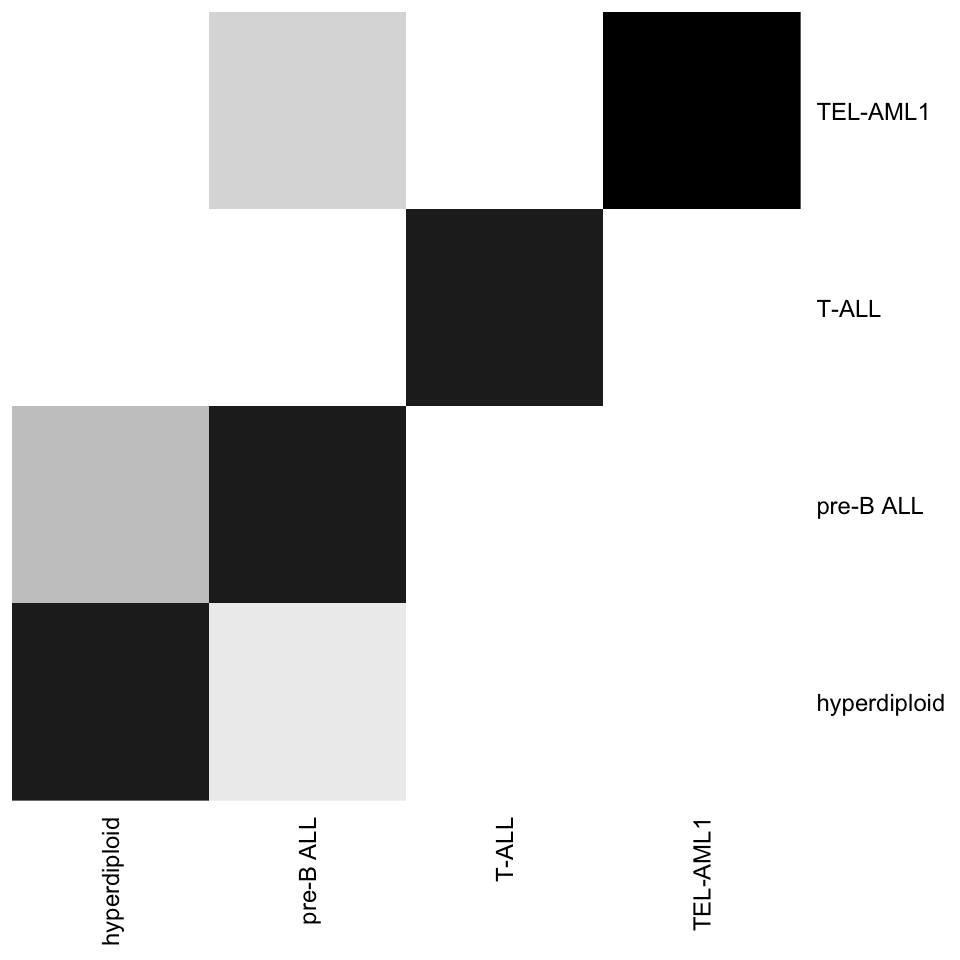 TEL-AML1
T-ALL
pre-B ALL
hyperdiploid
hyperdiploid
pre-B ALL
T-ALL
TEL-AML1